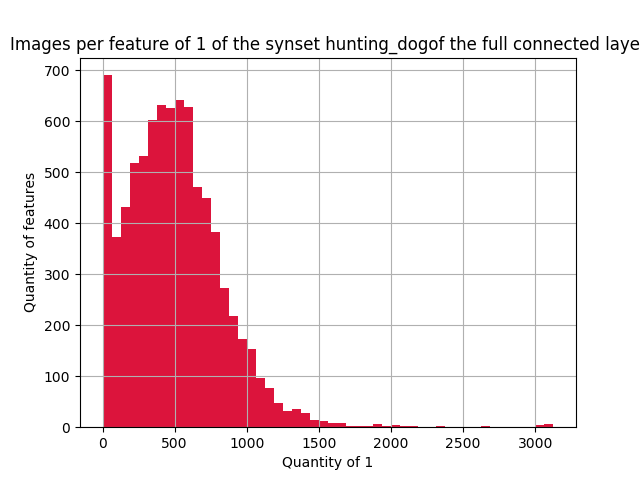 Images per feature of 1 of the synset hunting_dogof the full connected laye
700
600
500
400
300
200
100
0
Quantity of features
0 500 1000 1500 2000 2500 3000
Quantity of 1